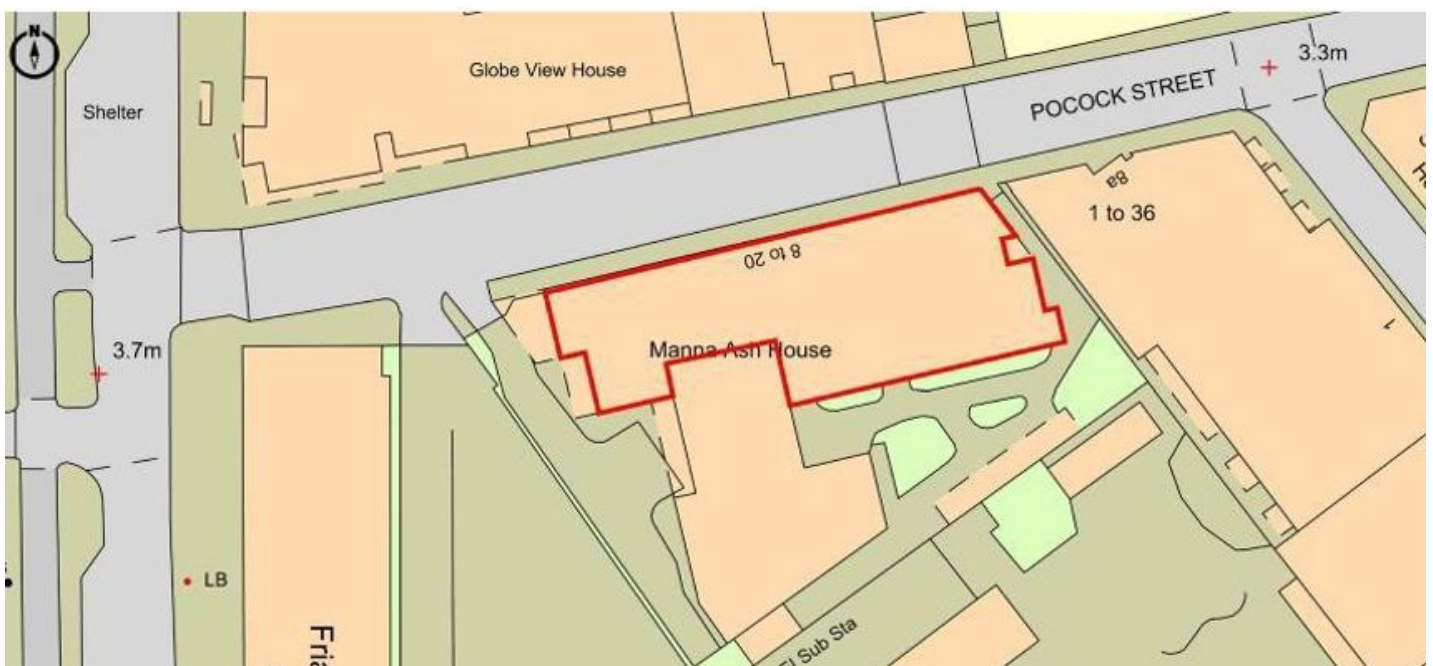 N
Globe View House
3.3m
Shelter
POCOCK STREET
8a
1 to 36
8 to 20
Manna Ash House
3.7m
1
LB
El Sub Sta